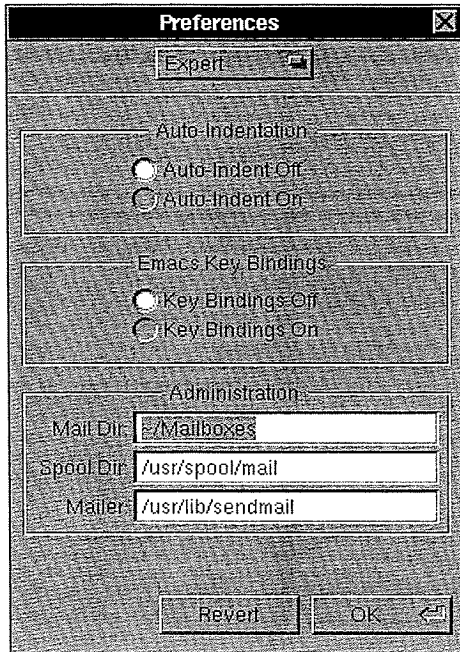 Preferences
Expert
Auto-Indentation
Auto-Indent Off
Auto-Indent On
Emacs Key Bindings
Key Bindings Off
Key Bindings On
Administration
Mail Dir: ~/Mailboxes
Spool Dir: /usr/spool/mail
Mailer: /usr/lib/sendmail
Revert OK